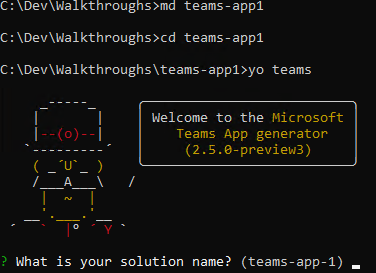 C:\Dev\Walkthroughs>md teams-app1
C:\Dev\Walkthroughs>cd teams-app1
C:\Dev\Walkthroughs\teams-app1>yo teams
Welcome to the Microsoft
Teams App generator
(2.5.0-preview3)
? What is your solution name? (teams-app-1)